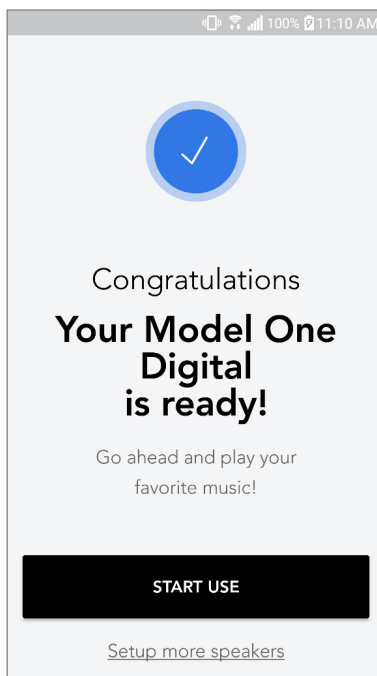 100% 11:10 AM
Congratulations
Your Model One
Digital
is ready!
Go ahead and play your
favorite music!
START USE
Setup more speakers